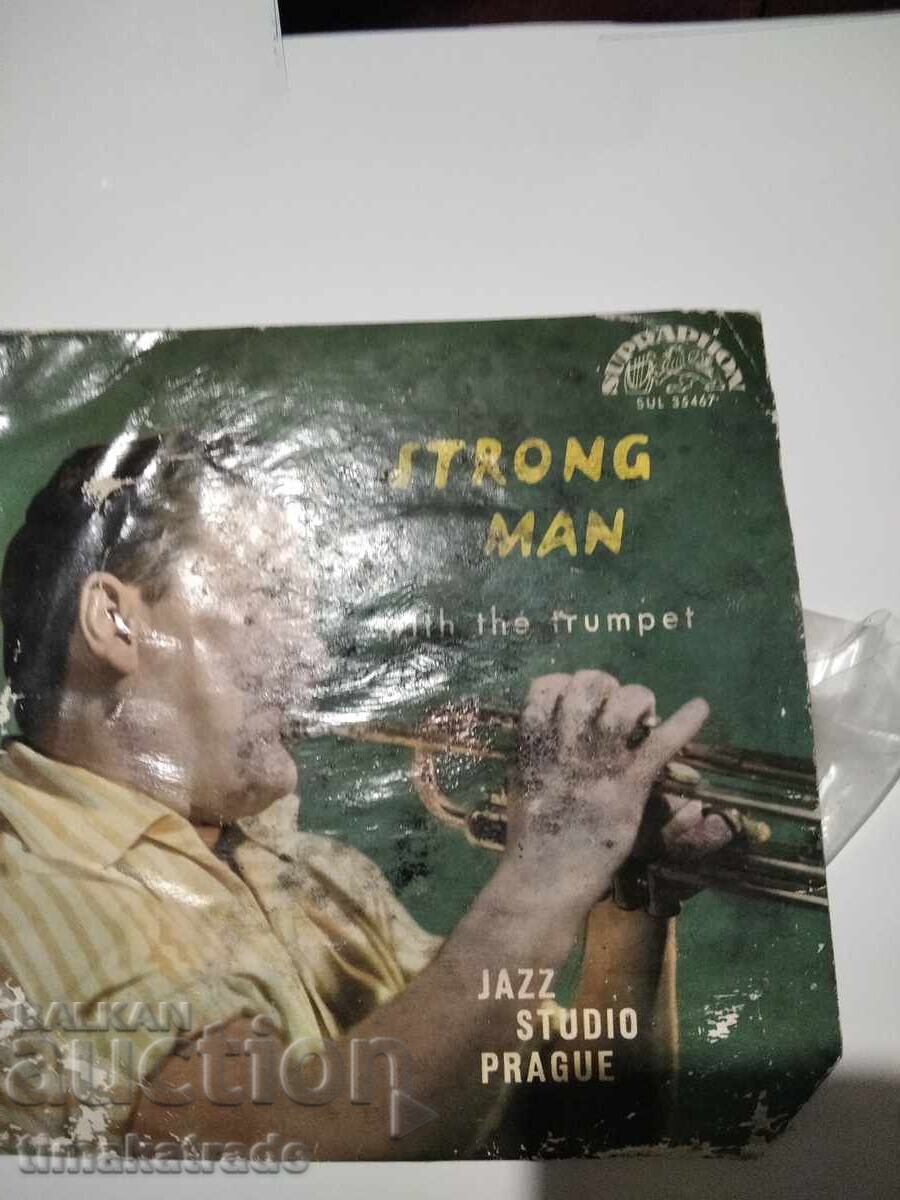 SUPRAPHON
SUL 35467
STRONG
MAN
with the trumpet
JAZZ
STUDIO
PRAGUE
BALKAN
auction
timakatrade